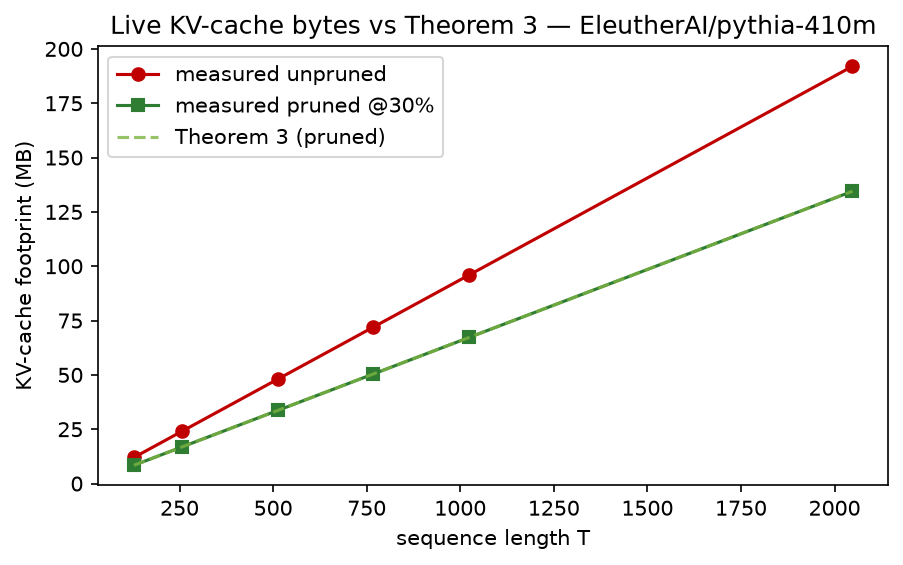 Live KV-cache bytes vs Theorem 3 — EleutherAI/pythia-410m
measured unpruned
measured pruned @30%
Theorem 3 (pruned)
KV-cache footprint (MB)
200
175
150
125
100
75
50
25
0
250 500 750 1000 1250 1500 1750 2000
sequence length T